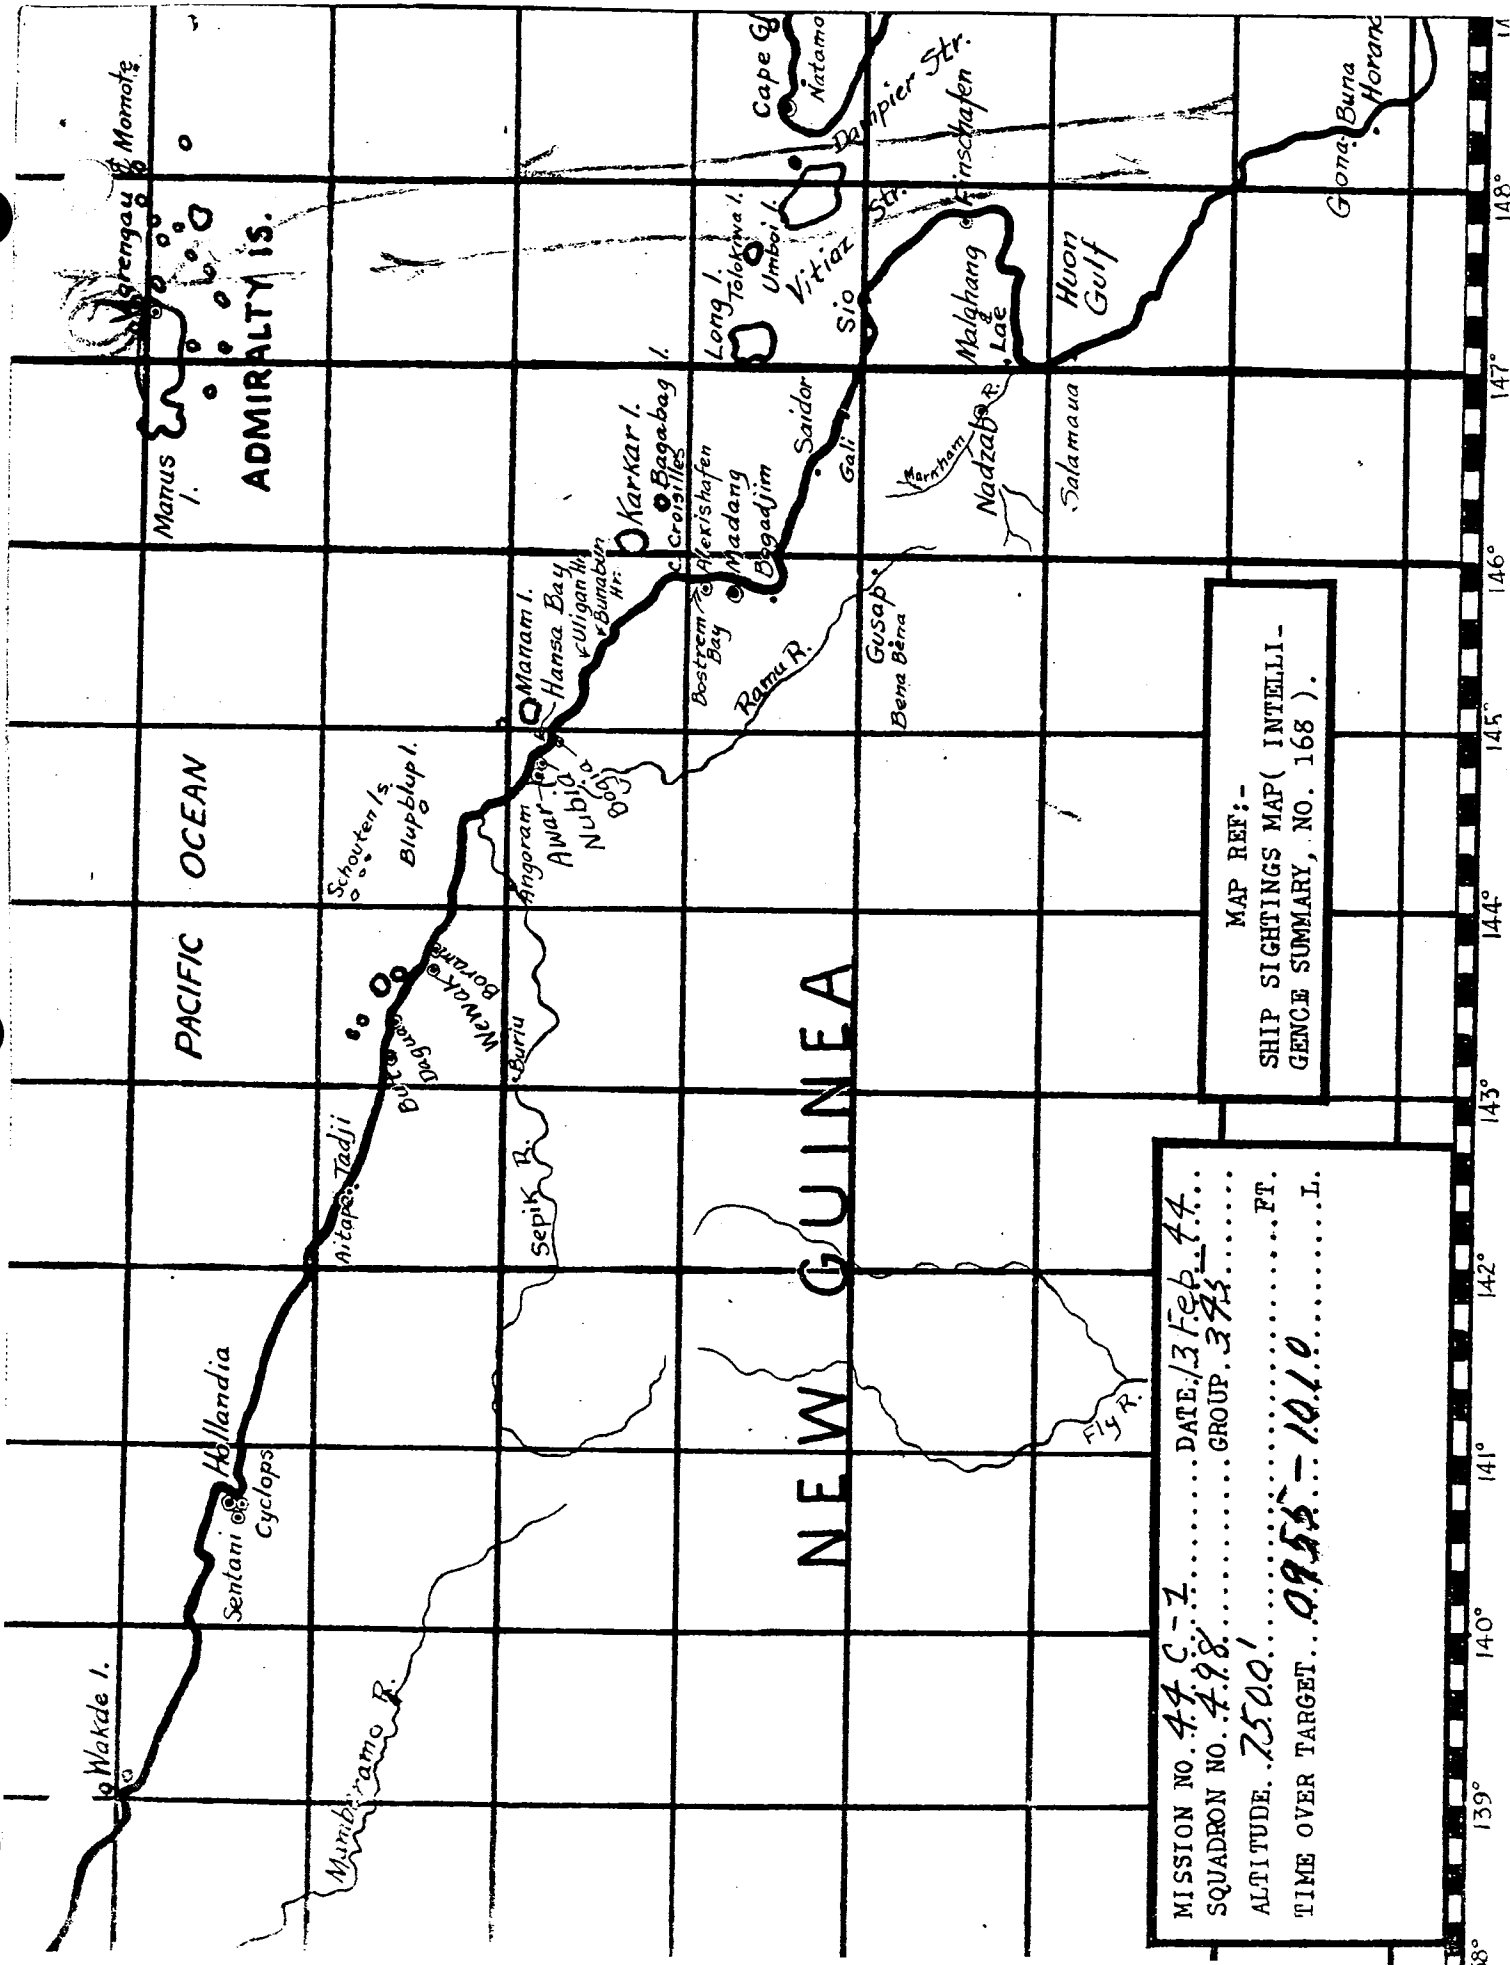 PACIFIC OCEAN
ADMIRALTY IS.
Manus
I.
Momote
Wakde I.
Hollandia
Sentani
Cyclops
Mambiramo R.
Aitape
Tadji
But
Dagua
Wewak
Boram
Schouten Is.
Blupblup I.
Buriu
Sepik R.
Angoram
Awar
Nubia
Bogia
Manam I.
Hansa Bay
Uligan Hr.
Bunabun
Hr.
Karkar I.
Bagabag I.
C. Croisilles
Bostrem
Bay
Alexishafen
Madang
Bogadjim
Ramu R.
Long I.
Tolokiwa I.
Umboi I.
Cape G
Natamo
Dampier Str.
Vitiaz Str.
Saidor
Gali
Sio
Gusap
Bena Bena
Markham R.
Nadzab
Malahang
& Lae
Finschafen
Huon
Gulf
Salamaua
Gona
Buna
Horand
NEW GUINEA
Fly R.
MAP REF:-
SHIP SIGHTINGS MAP( INTELLI-
GENCE SUMMARY, NO. 168 ).
MISSION NO. 44 C-1 DATE 13 Feb 44
SQUADRON NO. 498 GROUP. 345
ALTITUDE. 7500' FT.
TIME OVER TARGET... 0955 - 1010 L.
8° 139° 140° 141° 142° 143° 144° 145° 146° 147° 148° 14